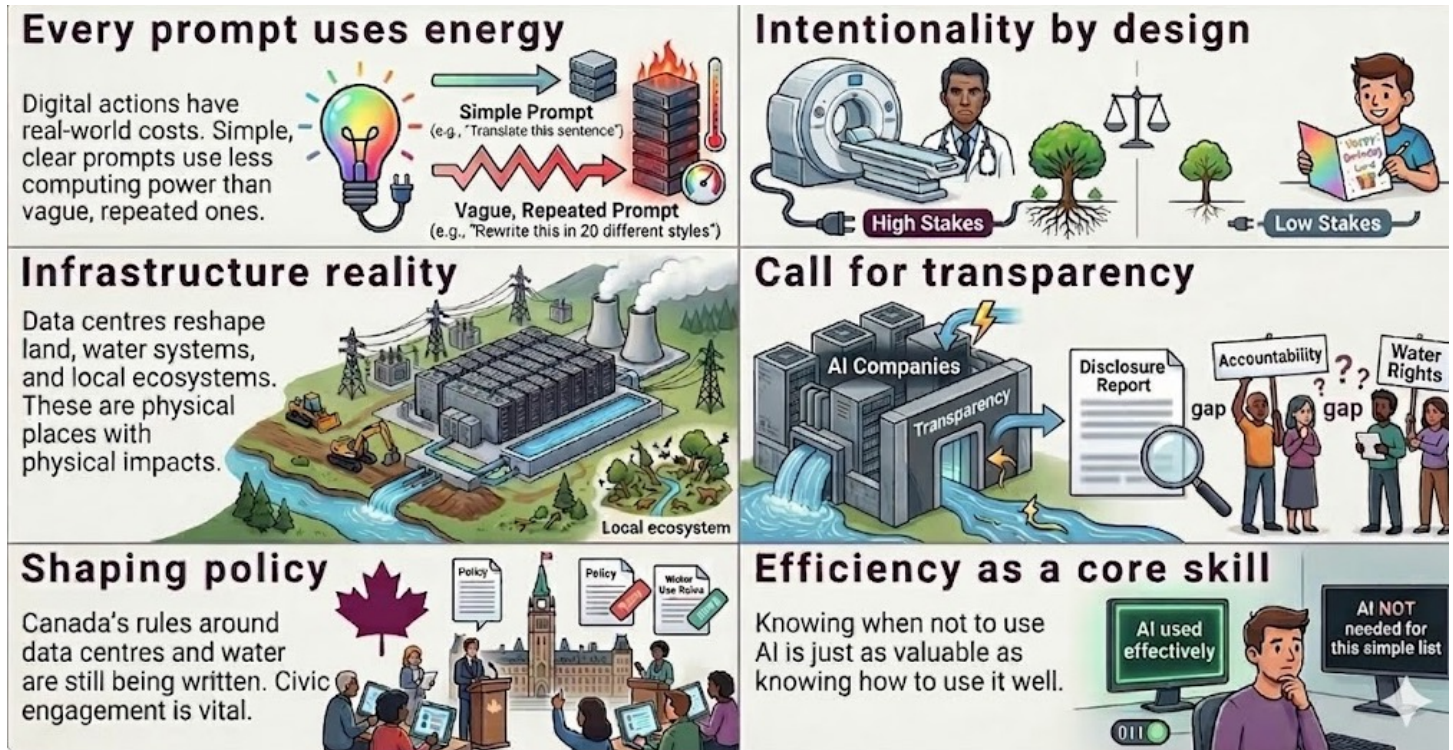 Every prompt uses energy
Digital actions have
real-world costs. Simple,
clear prompts use less
computing power than
vague, repeated ones.
Simple Prompt
(e.g., "Translate this sentence")
Vague, Repeated Prompt
(e.g., "Rewrite this in 20 different styles")
Intentionality by design
High Stakes
Low Stakes
Infrastructure reality
Data centres reshape
land, water systems,
and local ecosystems.
These are physical
places with
physical impacts.
Local ecosystem
Call for transparency
AI Companies
Transparency
Disclosure
Report
gap
Accountability
? ? ?
gap
Water
Rights
Shaping policy
Canada's rules around
data centres and water
are still being written. Civic
engagement is vital.
Policy
Policy
Use
Efficiency as a core skill
Knowing when not to use
AI is just as valuable as
knowing how to use it well.
AI used
effectively
AI NOT
needed for
this simple list